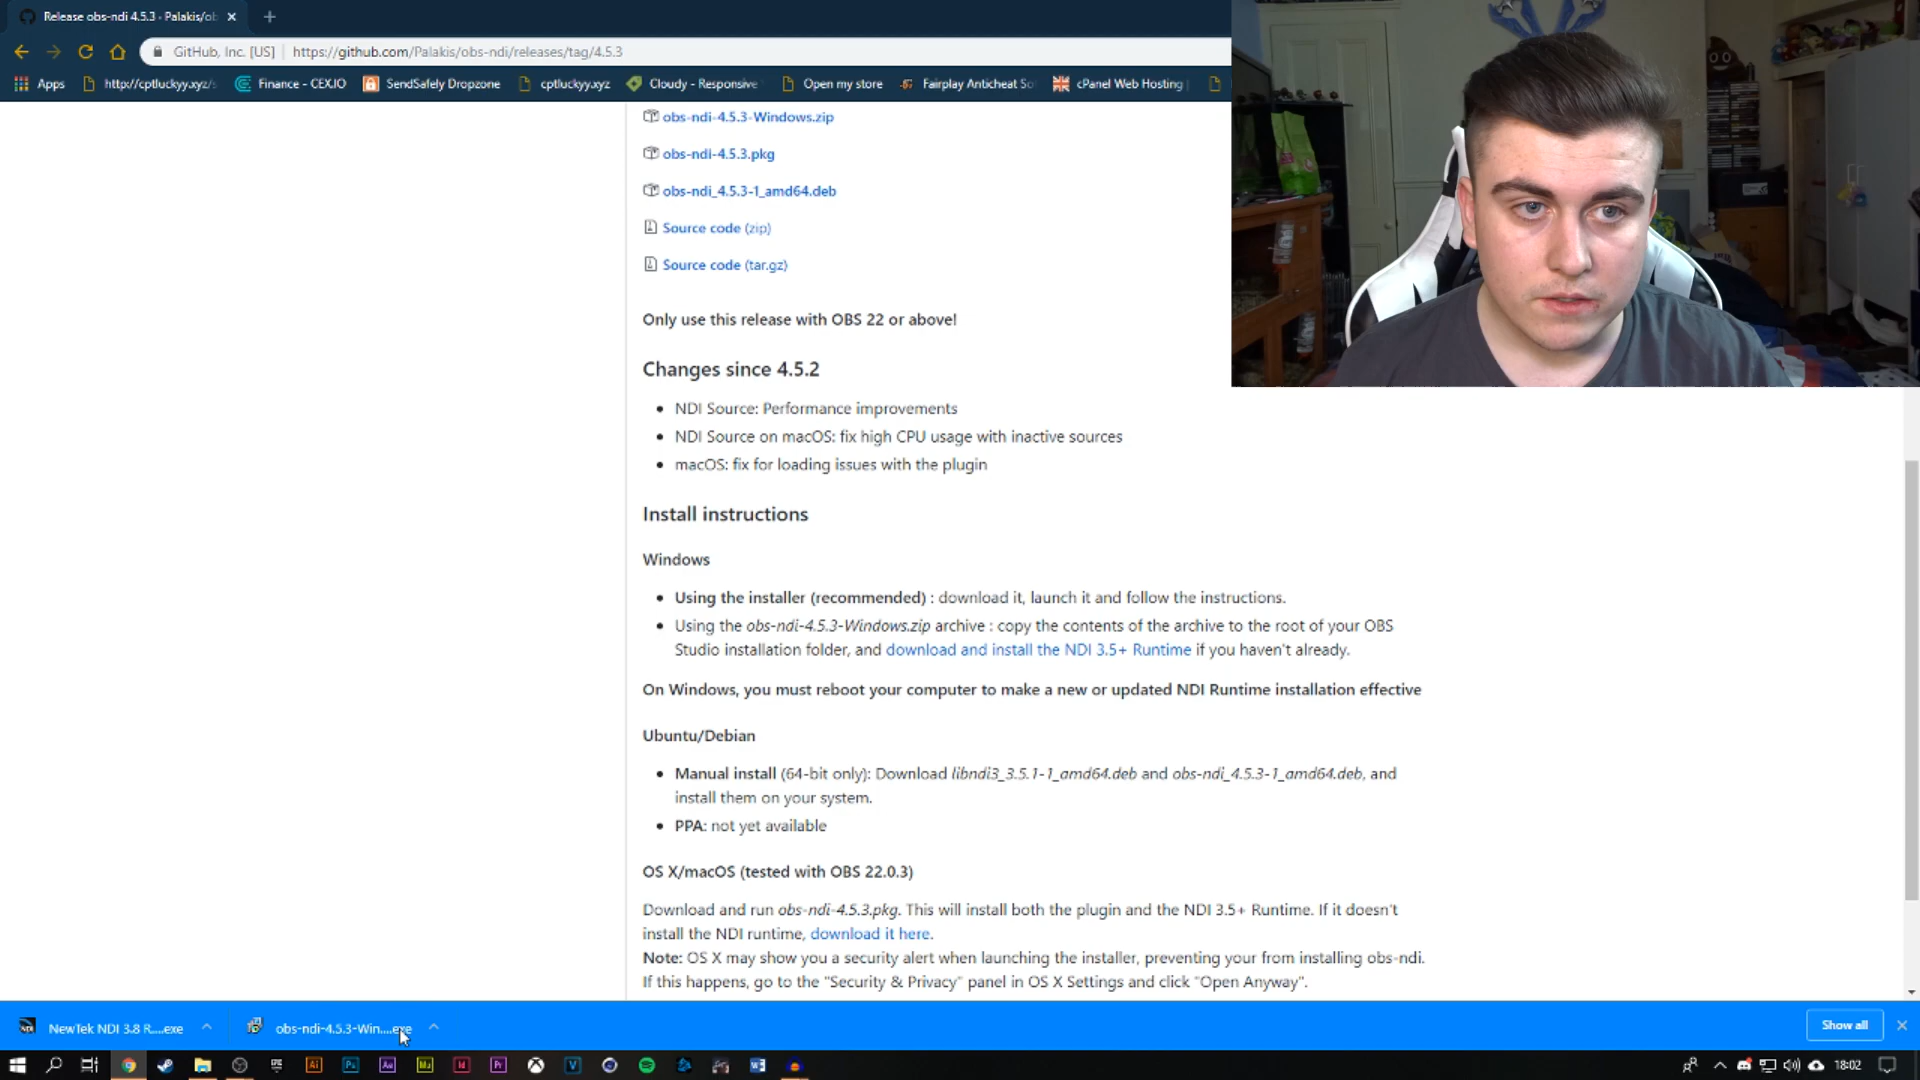 Release obs-ndi 4.5.3 · Palakis/ob
GitHub, Inc. [US] https://github.com/Palakis/obs-ndi/releases/tag/4.5.3
Apps http://cptluckyy.xyz/s Finance - CEX.IO SendSafely Dropzone cptluckyy.xyz Cloudy - Responsive Open my store Fairplay Anticheat So cPanel Web Hosting
obs-ndi-4.5.3-Windows.zip
obs-ndi-4.5.3.pkg
obs-ndi_4.5.3-1_amd64.deb
Source code (zip)
Source code (tar.gz)
Only use this release with OBS 22 or above!
Changes since 4.5.2
NDI Source: Performance improvements
NDI Source on macOS: fix high CPU usage with inactive sources
macOS: fix for loading issues with the plugin
Install instructions
Windows
Using the installer (recommended) : download it, launch it and follow the instructions.
Using the obs-ndi-4.5.3-Windows.zip archive : copy the contents of the archive to the root of your OBS
Studio installation folder, and download and install the NDI 3.5+ Runtime if you haven't already.
On Windows, you must reboot your computer to make a new or updated NDI Runtime installation effective
Ubuntu/Debian
Manual install (64-bit only): Download libndi3_3.5.1-1_amd64.deb and obs-ndi_4.5.3-1_amd64.deb, and
install them on your system.
PPA: not yet available
OS X/macOS (tested with OBS 22.0.3)
Download and run obs-ndi-4.5.3.pkg. This will install both the plugin and the NDI 3.5+ Runtime. If it doesn't
install the NDI runtime, download it here.
Note: OS X may show you a security alert when launching the installer, preventing your from installing obs-ndi.
If this happens, go to the "Security & Privacy" panel in OS X Settings and click "Open Anyway".
NDI NewTek NDI 3.8 R....exe obs-ndi-4.5.3-Win....exe Show all
EPIC Ai Ps Ae Mu Id Pr V W 18:02